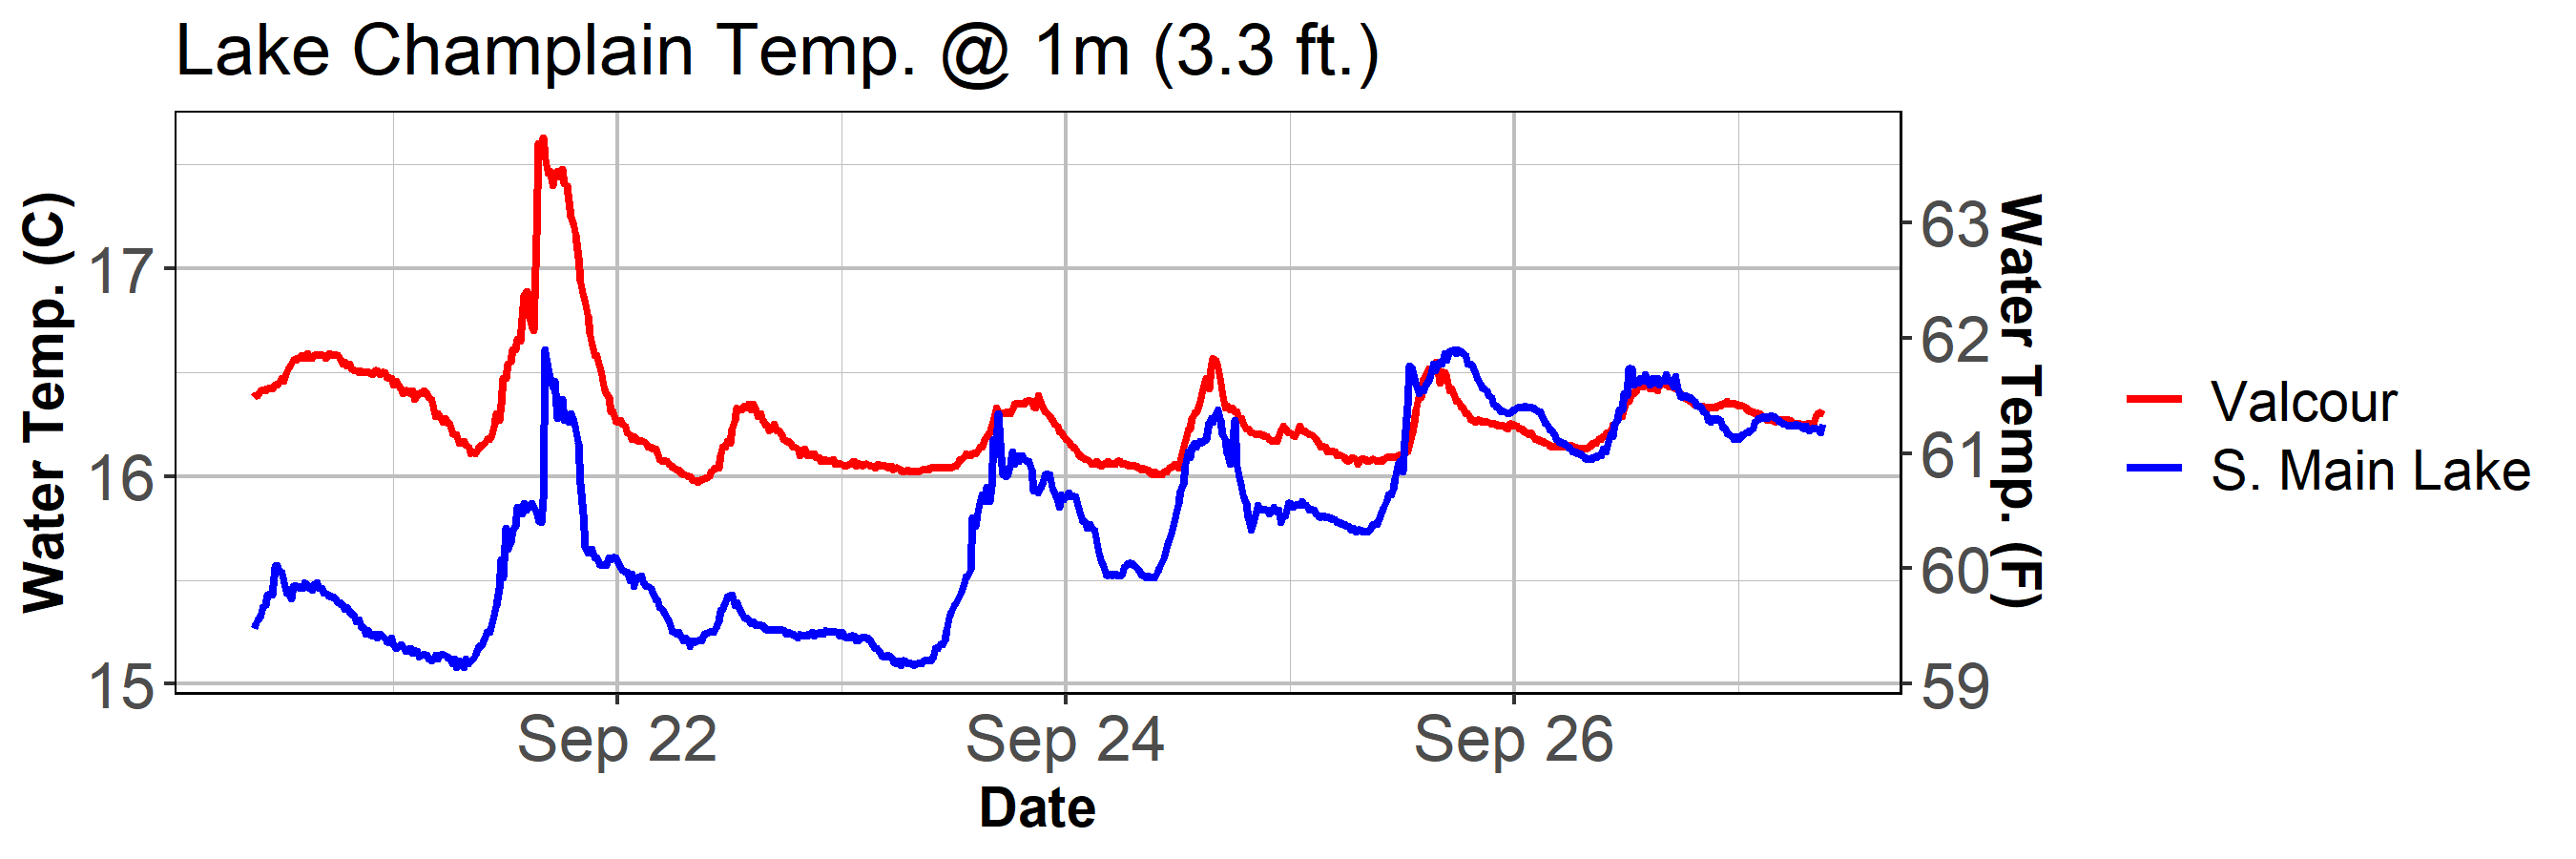 Lake Champlain Temp. @ 1m (3.3 ft.)
Water Temp. (C)
17
16
15
63
62
61
60
59
Water Temp. (F)
Sep 22
Sep 24
Sep 26
Date
Valcour
S. Main Lake